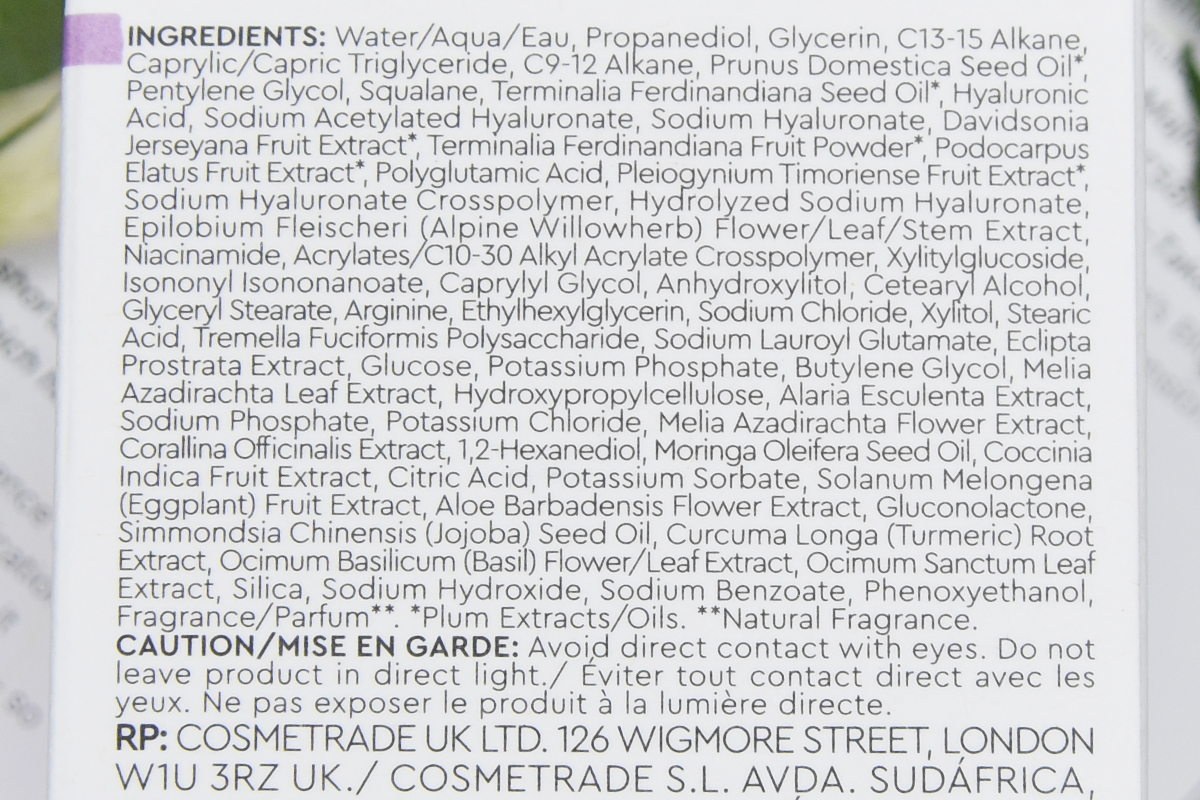 INGREDIENTS: Water/Aqua/Eau, Propanediol, Glycerin, C13-15 Alkane,
Caprylic/Capric Triglyceride, C9-12 Alkane, Prunus Domestica Seed Oil*,
Pentylene Glycol, Squalane, Terminalia Ferdinandiana Seed Oil*, Hyaluronic
Acid, Sodium Acetylated Hyaluronate, Sodium Hyaluronate, Davidsonia
Jerseyana Fruit Extract*, Terminalia Ferdinandiana Fruit Powder*, Podocarpus
Elatus Fruit Extract*, Polyglutamic Acid, Pleiogynium Timoriense Fruit Extract*,
Sodium Hyaluronate Crosspolymer, Hydrolyzed Sodium Hyaluronate,
Epilobium Fleischeri (Alpine Willowherb) Flower/Leaf/Stem Extract,
Niacinamide, Acrylates/C10-30 Alkyl Acrylate Crosspolymer, Xylitylglucoside,
Isononyl Isononanoate, Caprylyl Glycol, Anhydroxylitol, Cetearyl Alcohol,
Glyceryl Stearate, Arginine, Ethylhexylglycerin, Sodium Chloride, Xylitol, Stearic
Acid, Tremella Fuciformis Polysaccharide, Sodium Lauroyl Glutamate, Eclipta
Prostrata Extract, Glucose, Potassium Phosphate, Butylene Glycol, Melia
Azadirachta Leaf Extract, Hydroxypropylcellulose, Alaria Esculenta Extract,
Sodium Phosphate, Potassium Chloride, Melia Azadirachta Flower Extract,
Corallina Officinalis Extract, 1,2-Hexanediol, Moringa Oleifera Seed Oil, Coccinia
Indica Fruit Extract, Citric Acid, Potassium Sorbate, Solanum Melongena
(Eggplant) Fruit Extract, Aloe Barbadensis Flower Extract, Gluconolactone,
Simmondsia Chinensis (Jojoba) Seed Oil, Curcuma Longa (Turmeric) Root
Extract, Ocimum Basilicum (Basil) Flower/Leaf Extract, Ocimum Sanctum Leaf
Extract, Silica, Sodium Hydroxide, Sodium Benzoate, Phenoxyethanol,
Fragrance/Parfum**. *Plum Extracts/Oils. **Natural Fragrance.
CAUTION/MISE EN GARDE: Avoid direct contact with eyes. Do not
leave product in direct light./ Éviter tout contact direct avec les
yeux. Ne pas exposer le produit à la lumière directe.
RP: COSMETRADE UK LTD. 126 WIGMORE STREET, LONDON
W1U 3RZ UK./ COSMETRADE S.L. AVDA. SUDÁFRICA,